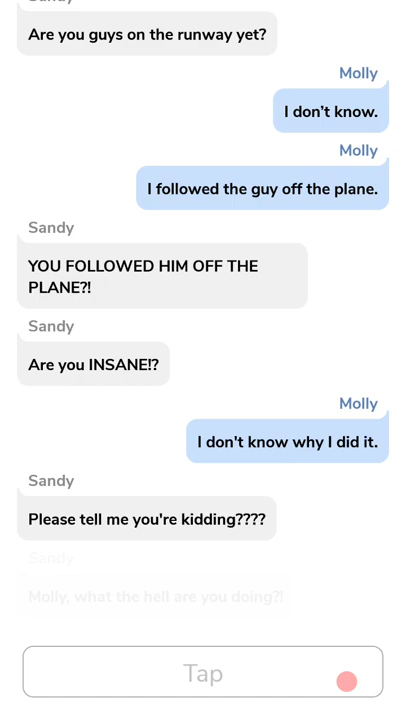 Sandy
Are you guys on the runway yet?
Molly
I don’t know.
Molly
I followed the guy off the plane.
Sandy
YOU FOLLOWED HIM OFF THE
PLANE?!
Sandy
Are you INSANE!?
Molly
I don't know why I did it.
Sandy
Please tell me you're kidding????
Sandy
Molly, what the hell are you doing?!
Tap